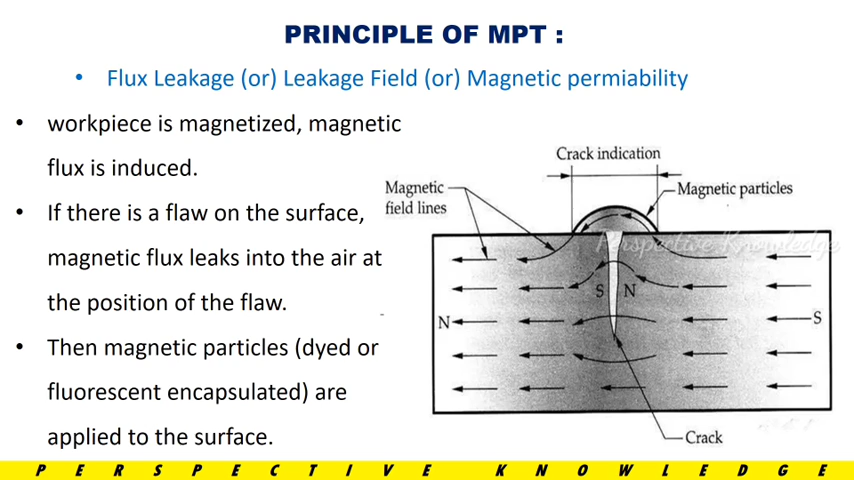 PRINCIPLE OF MPT :
• Flux Leakage (or) Leakage Field (or) Magnetic permiability
• workpiece is magnetized, magnetic
flux is induced.
• If there is a flaw on the surface,
magnetic flux leaks into the air at
the position of the flaw.
• Then magnetic particles (dyed or
fluorescent encapsulated) are
applied to the surface.
Crack indication
Magnetic
field lines
Magnetic particles
Perspective Knowledge
S N
N
S
Crack
PERSPECTIVE KNOWLEDGE